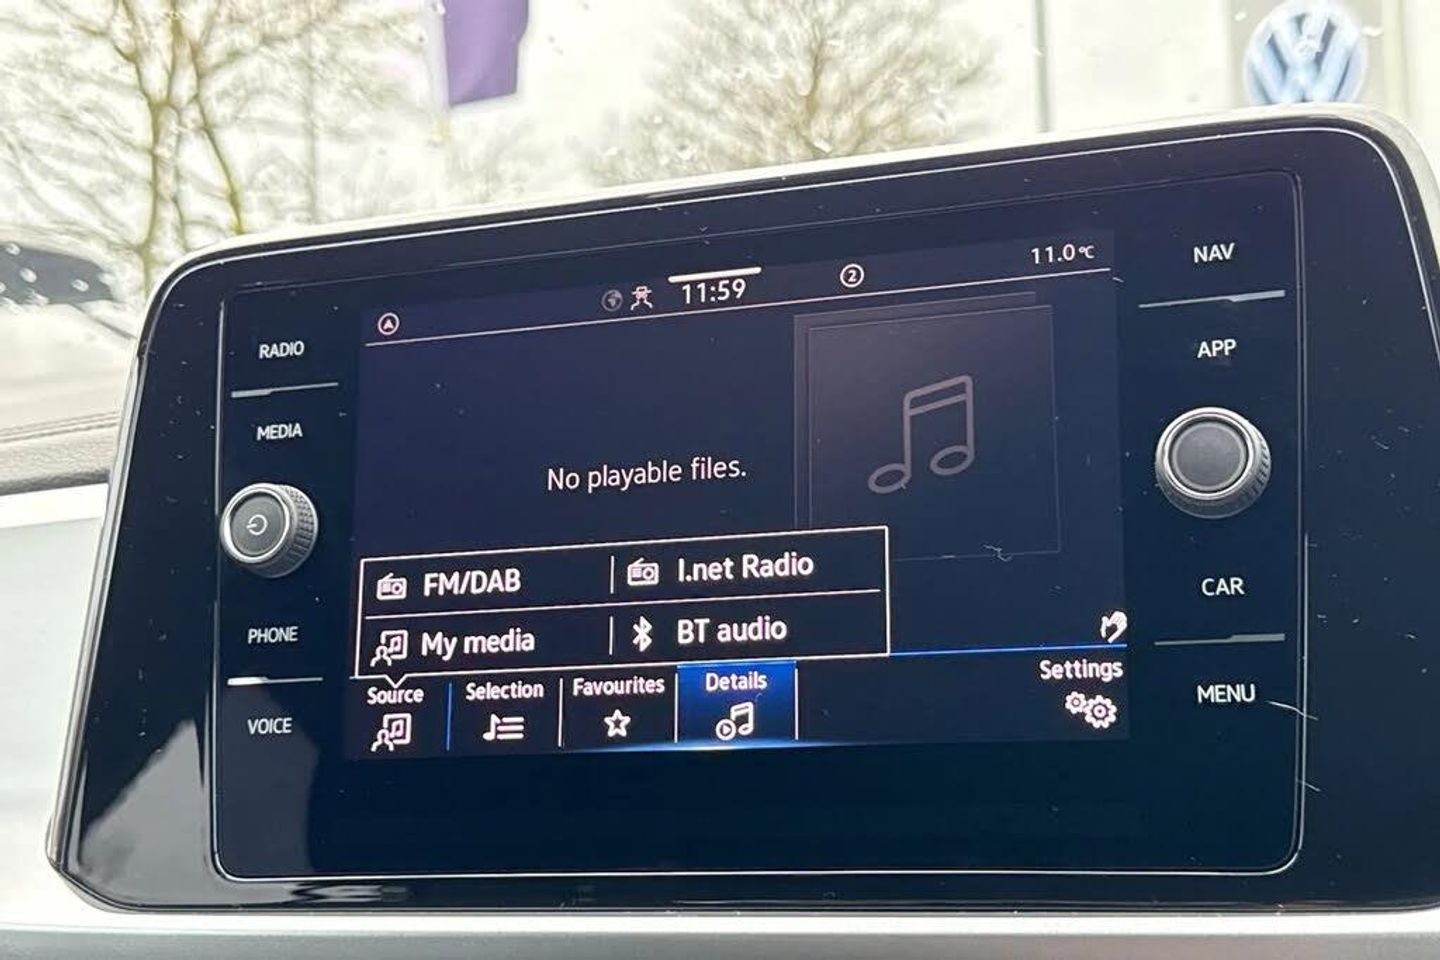 11:59
2
11.0°C
NAV
RADIO
APP
MEDIA
No playable files.
FM/DAB
I.net Radio
CAR
PHONE
My media
BT audio
Source
Selection
Favourites
Details
Settings
MENU
VOICE